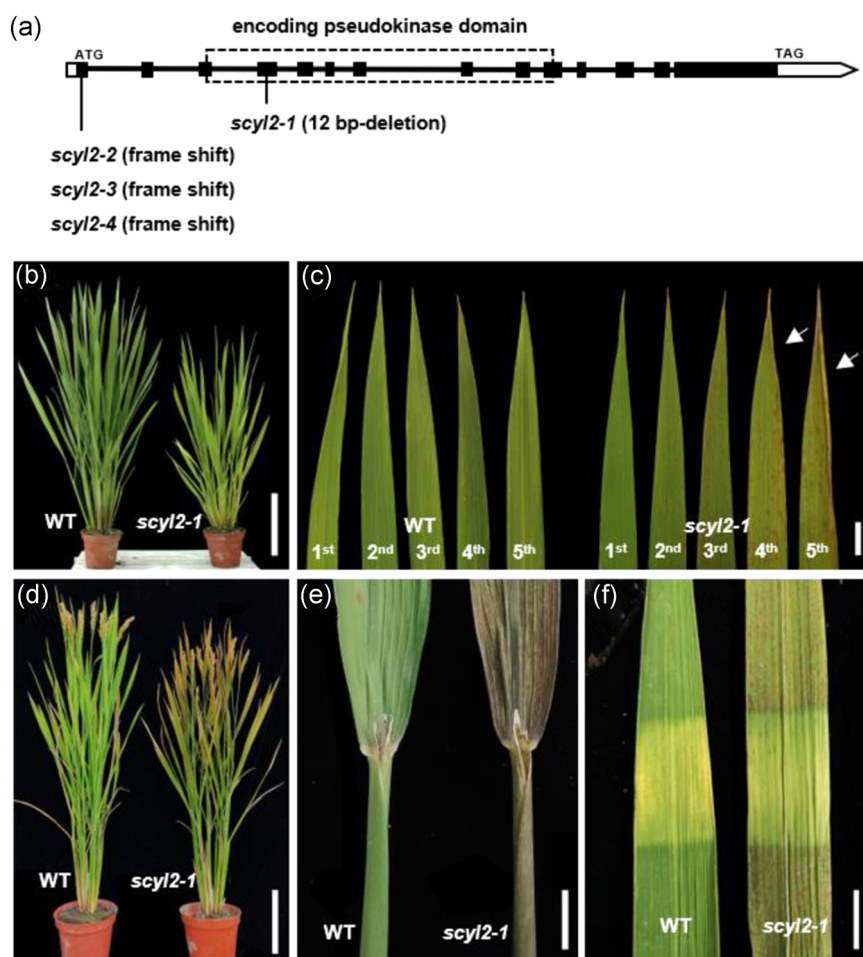 (a)
encoding pseudokinase domain
ATG
TAG
scyl2-1 (12 bp-deletion)
scyl2-2 (frame shift)
scyl2-3 (frame shift)
scyl2-4 (frame shift)
(b)
WT scyl2-1
(c)
WT scyl2-1
1st 2nd 3rd 4th 5th 1st 2nd 3rd 4th 5th
(d)
WT scyl2-1
(e)
WT scyl2-1
(f)
WT scyl2-1